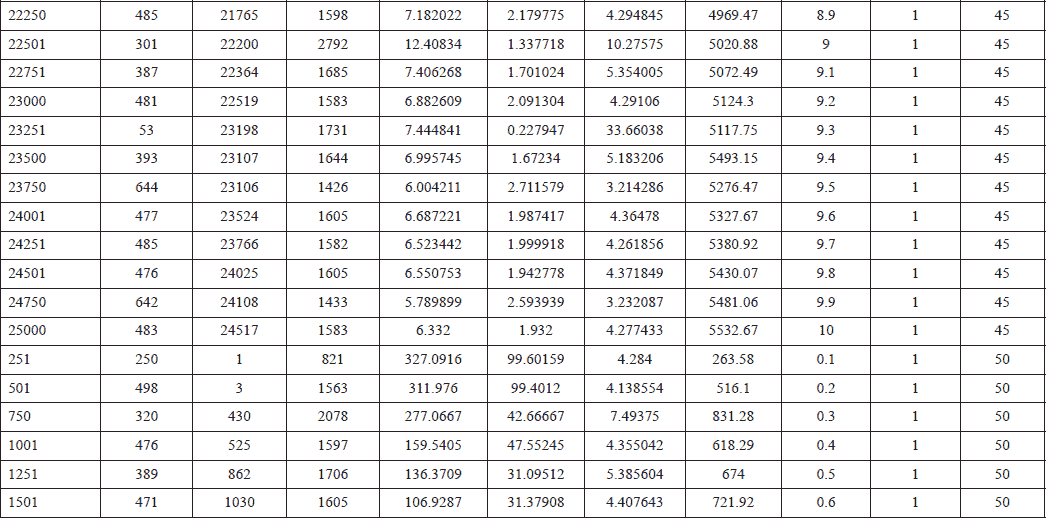 22250 485 21765 1598 7.182022 2.179775 4.294845 4969.47 8.9 1 45
22501 301 22200 2792 12.40834 1.337718 10.27575 5020.88 9 1 45
22751 387 22364 1685 7.406268 1.701024 5.354005 5072.49 9.1 1 45
23000 481 22519 1583 6.882609 2.091304 4.29106 5124.3 9.2 1 45
23251 53 23198 1731 7.444841 0.227947 33.66038 5117.75 9.3 1 45
23500 393 23107 1644 6.995745 1.67234 5.183206 5493.15 9.4 1 45
23750 644 23106 1426 6.004211 2.711579 3.214286 5276.47 9.5 1 45
24001 477 23524 1605 6.687221 1.987417 4.36478 5327.67 9.6 1 45
24251 485 23766 1582 6.523442 1.999918 4.261856 5380.92 9.7 1 45
24501 476 24025 1605 6.550753 1.942778 4.371849 5430.07 9.8 1 45
24750 642 24108 1433 5.789899 2.593939 3.232087 5481.06 9.9 1 45
25000 483 24517 1583 6.332 1.932 4.277433 5532.67 10 1 45
251 250 1 821 327.0916 99.60159 4.284 263.58 0.1 1 50
501 498 3 1563 311.976 99.4012 4.138554 516.1 0.2 1 50
750 320 430 2078 277.0667 42.66667 7.49375 831.28 0.3 1 50
1001 476 525 1597 159.5405 47.55245 4.355042 618.29 0.4 1 50
1251 389 862 1706 136.3709 31.09512 5.385604 674 0.5 1 50
1501 471 1030 1605 106.9287 31.37908 4.407643 721.92 0.6 1 50